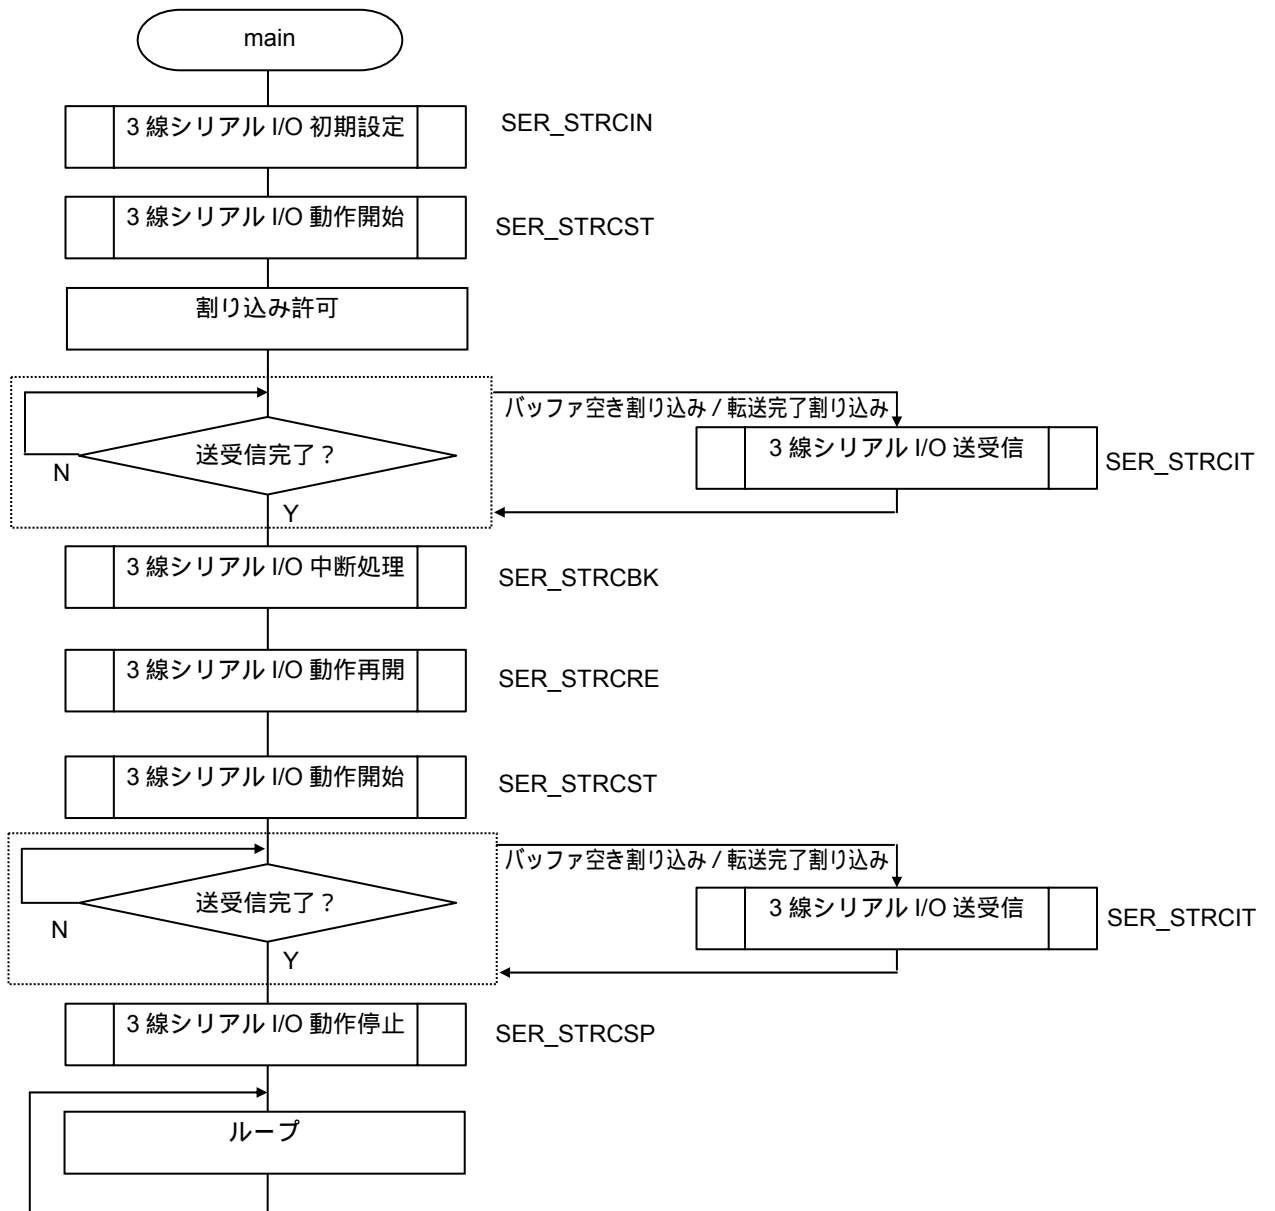 main
3 線シリアル I/O 初期設定
SER_STRCIN
3 線シリアル I/O 動作開始
SER_STRCST
割り込み許可
バッファ空き割り込み / 転送完了割り込み
送受信完了？
3 線シリアル I/O 送受信
SER_STRCIT
N
Y
3 線シリアル I/O 中断処理
SER_STRCBK
3 線シリアル I/O 動作再開
SER_STRCRE
3 線シリアル I/O 動作開始
SER_STRCST
バッファ空き割り込み / 転送完了割り込み
送受信完了？
3 線シリアル I/O 送受信
SER_STRCIT
N
Y
3 線シリアル I/O 動作停止
SER_STRCSP
ループ